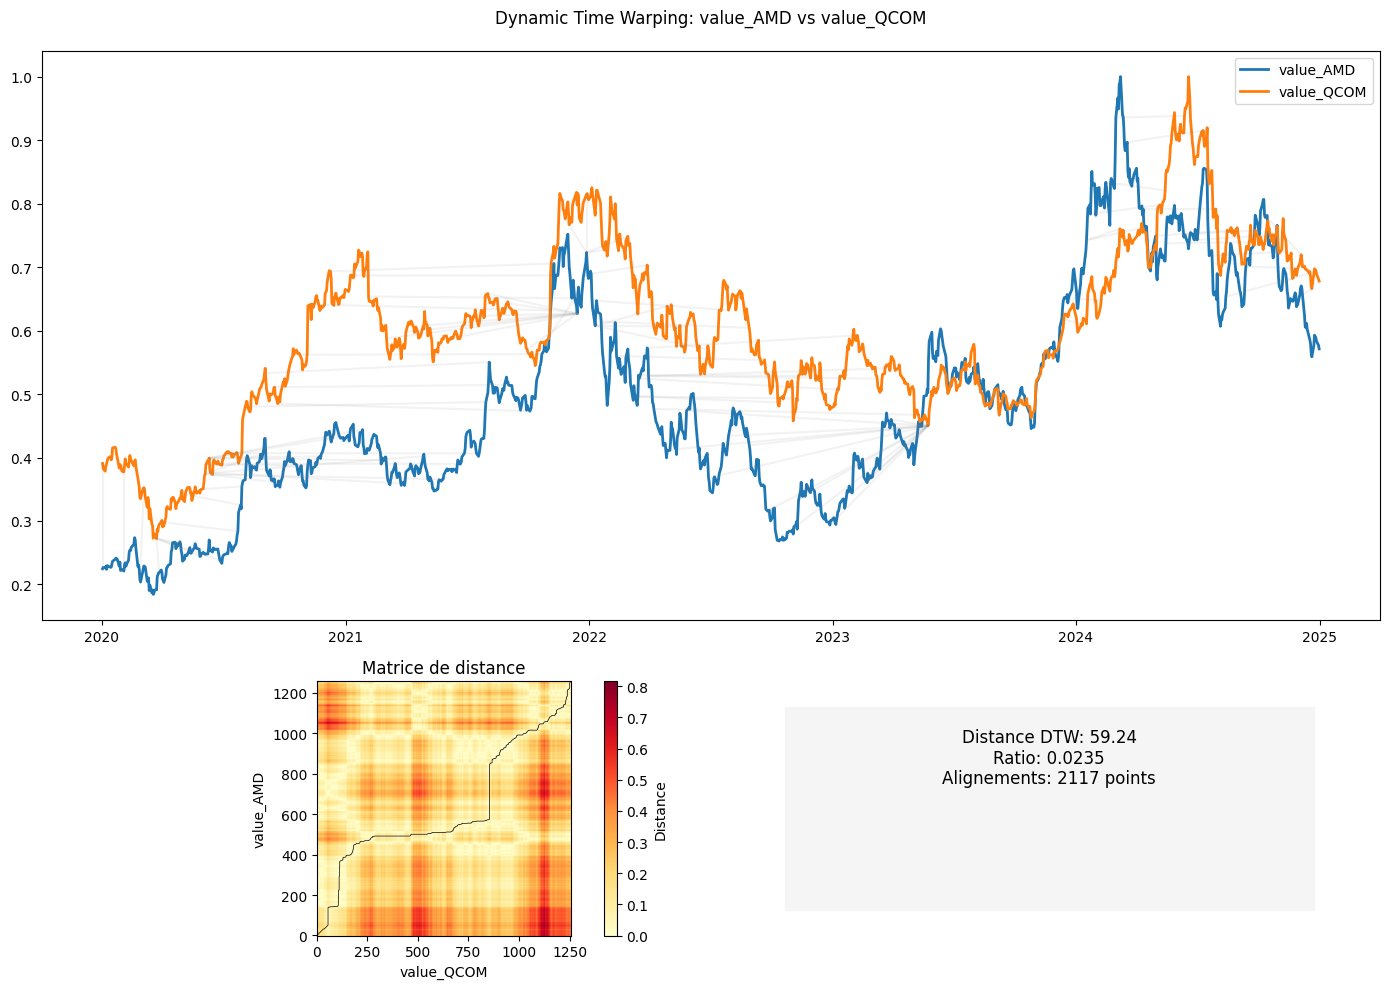 Dynamic Time Warping: value_AMD vs value_QCOM
value_AMD
value_QCOM
1.0
0.9
0.8
0.7
0.6
0.5
0.4
0.3
0.2
2020 2021 2022 2023 2024 2025
Matrice de distance
value_AMD
1200
1000
800
600
400
200
0
0 250 500 750 1000 1250
value_QCOM
0.8
0.7
0.6
0.5
0.4
0.3
0.2
0.1
0.0
Distance
Distance DTW: 59.24
Ratio: 0.0235
Alignements: 2117 points